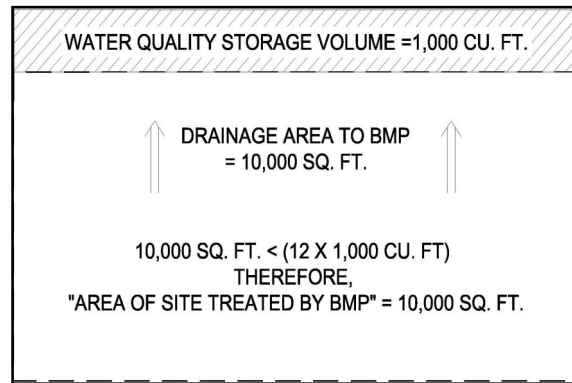 WATER QUALITY STORAGE VOLUME =1,000 CU. FT.
DRAINAGE AREA TO BMP
= 10,000 SQ. FT.
10,000 SQ. FT. < (12 X 1,000 CU. FT)
THEREFORE,
"AREA OF SITE TREATED BY BMP" = 10,000 SQ. FT.